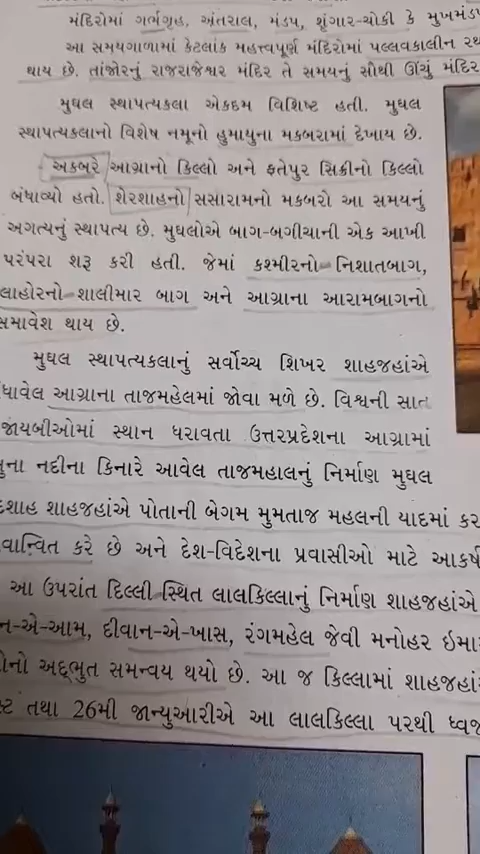 મંદિરોમાં ગર્ભગૃહ, અંતરાલ, મંડપ, શૃંગાર-ચોકી કે મુખમંડપ
આ સમયગાળામાં કેટલાંક મહત્ત્વપૂર્ણ મંદિરોમાં પલ્લવકાલીન રથ
થાય છે. તાંજોરનું રાજરાજેશ્વર મંદિર તે સમયનું સૌથી ઊંચું મંદિર
મુઘલ સ્થાપત્યકલા એકદમ વિશિષ્ટ હતી. મુઘલ
સ્થાપત્યકલાનો વિશેષ નમૂનો હુમાયુના મકબરામાં દેખાય છે.
અકબરે આગ્રાનો કિલ્લો અને ફતેપુર સિક્રીનો કિલ્લો
બંધાવ્યો હતો. શેરશાહનો સસારામનો મકબરો આ સમયનું
અગત્યનું સ્થાપત્ય છે. મુઘલોએ બાગ-બગીચાની એક આખી
પરંપરા શરૂ કરી હતી. જેમાં કશ્મીરનો નિશાતબાગ,
લાહોરનો શાલીમાર બાગ અને આગ્રાના આરામબાગનો
સમાવેશ થાય છે.
મુઘલ સ્થાપત્યકલાનું સર્વોચ્ચ શિખર શાહજહાંએ
ધાવેલ આગ્રાના તાજમહેલમાં જોવા મળે છે. વિશ્વની સાત
જાયબીઓમાં સ્થાન ધરાવતા ઉત્તરપ્રદેશના આગ્રામાં
મુના નદીના કિનારે આવેલ તાજમહાલનું નિર્માણ મુઘલ
દશાહ શાહજહાંએ પોતાની બેગમ મુમતાજ મહલની યાદમાં કર
વાન્વિત કરે છે અને દેશ-વિદેશના પ્રવાસીઓ માટે આકર્ષ
આ ઉપરાંત દિલ્લી સ્થિત લાલકિલ્લાનું નિર્માણ શાહજહાંએ
ન-એ-આમ, દીવાન-એ-ખાસ, રંગમહેલ જેવી મનોહર ઇમા
નો અદ્ભુત સમન્વય થયો છે. આ જ કિલ્લામાં શાહજહાં
સ્ટ તથા 26મી જાન્યુઆરીએ આ લાલકિલ્લા પરથી ધ્વજ